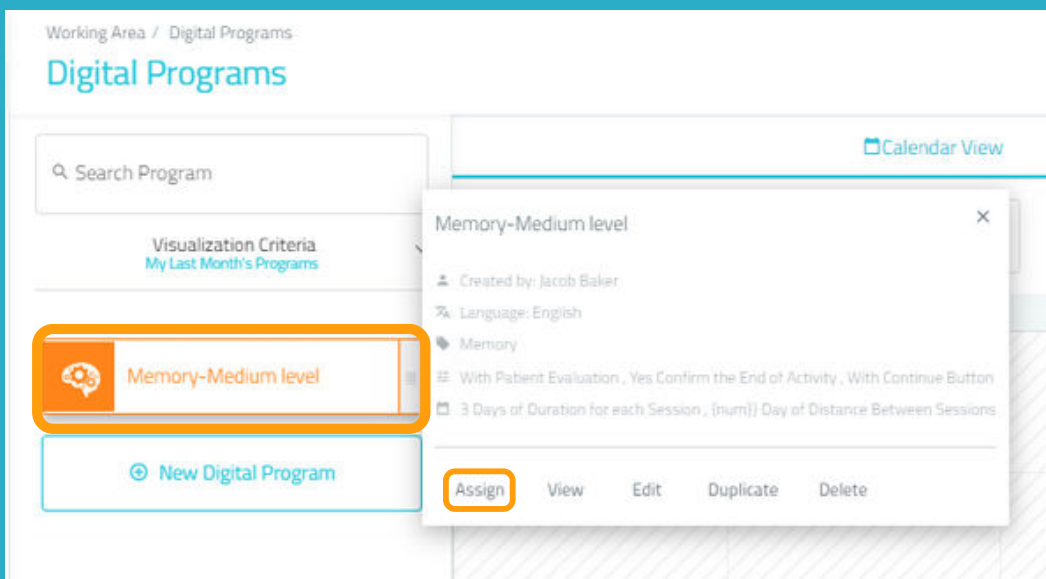 Working Area / Digital Programs
Digital Programs
Search Program
Visualization Criteria
My Last Month's Programs
Memory-Medium level
New Digital Program
Calendar View
Memory-Medium level
Created by: Jacob Baker
Language: English
Memory
With Patient Evaluation , Yes Confirm the End of Activity , With Continue Button
3 Days of Duration for each Session , {num}} Day of Distance Between Sessions
Assign View Edit Duplicate Delete